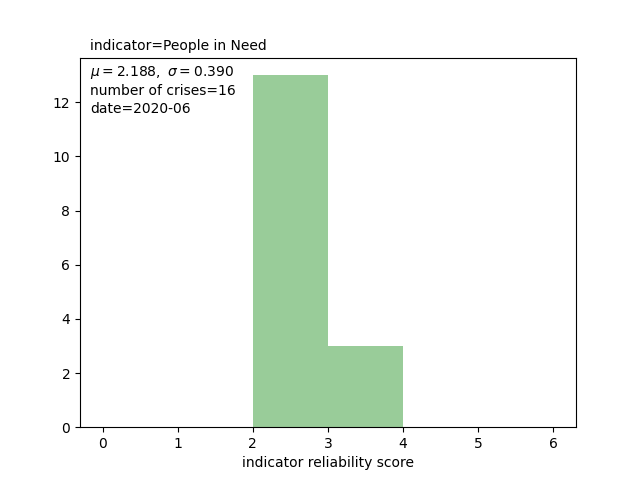 indicator=People in Need
μ = 2.188, σ = 0.390
number of crises=16
date=2020-06
12
10
8
6
4
2
0
0 1 2 3 4 5 6
indicator reliability score